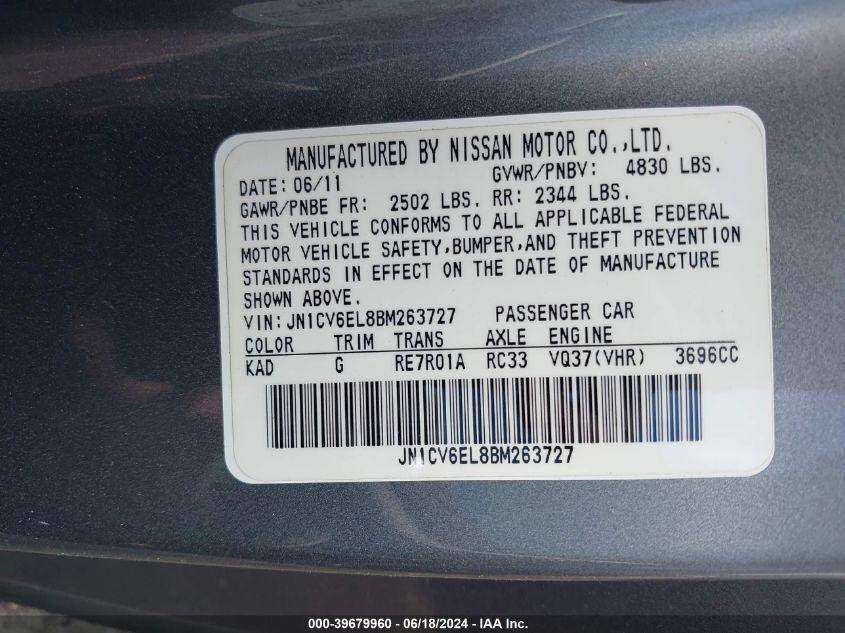 MANUFACTURED BY NISSAN MOTOR CO.,LTD.
DATE: 06/11 GVWR/PNBV: 4830 LBS.
GAWR/PNBE FR: 2502 LBS. RR: 2344 LBS.
THIS VEHICLE CONFORMS TO ALL APPLICABLE FEDERAL
MOTOR VEHICLE SAFETY,BUMPER,AND THEFT PREVENTION
STANDARDS IN EFFECT ON THE DATE OF MANUFACTURE
SHOWN ABOVE.
VIN:JN1CV6EL8BM263727 PASSENGER CAR
COLOR TRIM TRANS AXLE ENGINE
KAD G RE7R01A RC33 VQ37(VHR) 3696CC
JN1CV6EL8BM263727
000-39679960 - 06/18/2024 - IAA Inc.